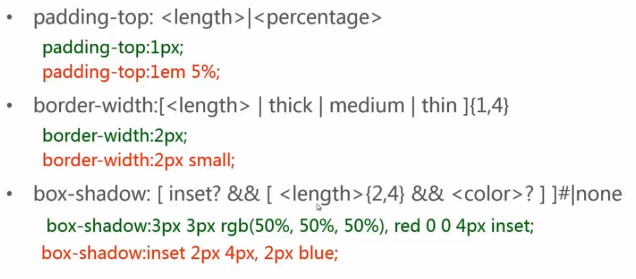 • padding-top: <length>|<percentage>
padding-top:1px;
padding-top:1em 5%;
• border-width:[<length> | thick | medium | thin ]{1,4}
border-width:2px;
border-width:2px small;
• box-shadow: [ inset? && [ <length>{2,4} && <color>? ] ]#|none
box-shadow:3px 3px rgb(50%, 50%, 50%), red 0 0 4px inset;
box-shadow:inset 2px 4px, 2px blue;